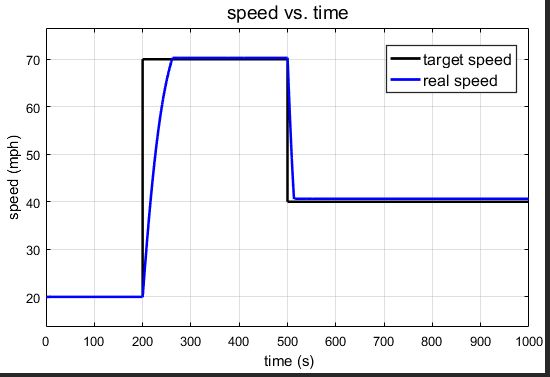 speed vs. time
target speed
real speed
speed (mph)
70
60
50
40
30
20
0 100 200 300 400 500 600 700 800 900 1000
time (s)